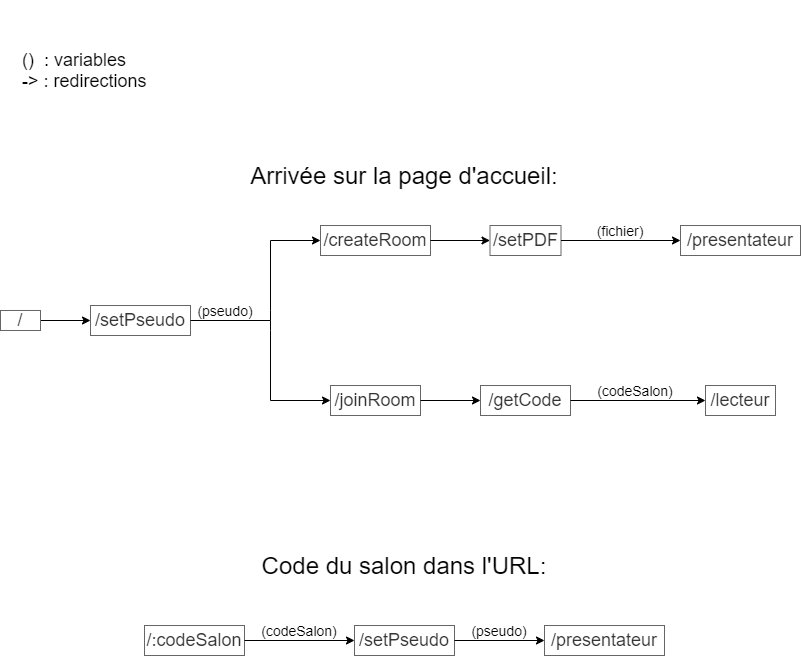 () : variables
-> : redirections
Arrivée sur la page d'accueil:
/createRoom /setPDF (fichier) /presentateur
/ /setPseudo (pseudo)
/joinRoom /getCode (codeSalon) /lecteur
Code du salon dans l'URL:
/:codeSalon (codeSalon) /setPseudo (pseudo) /presentateur